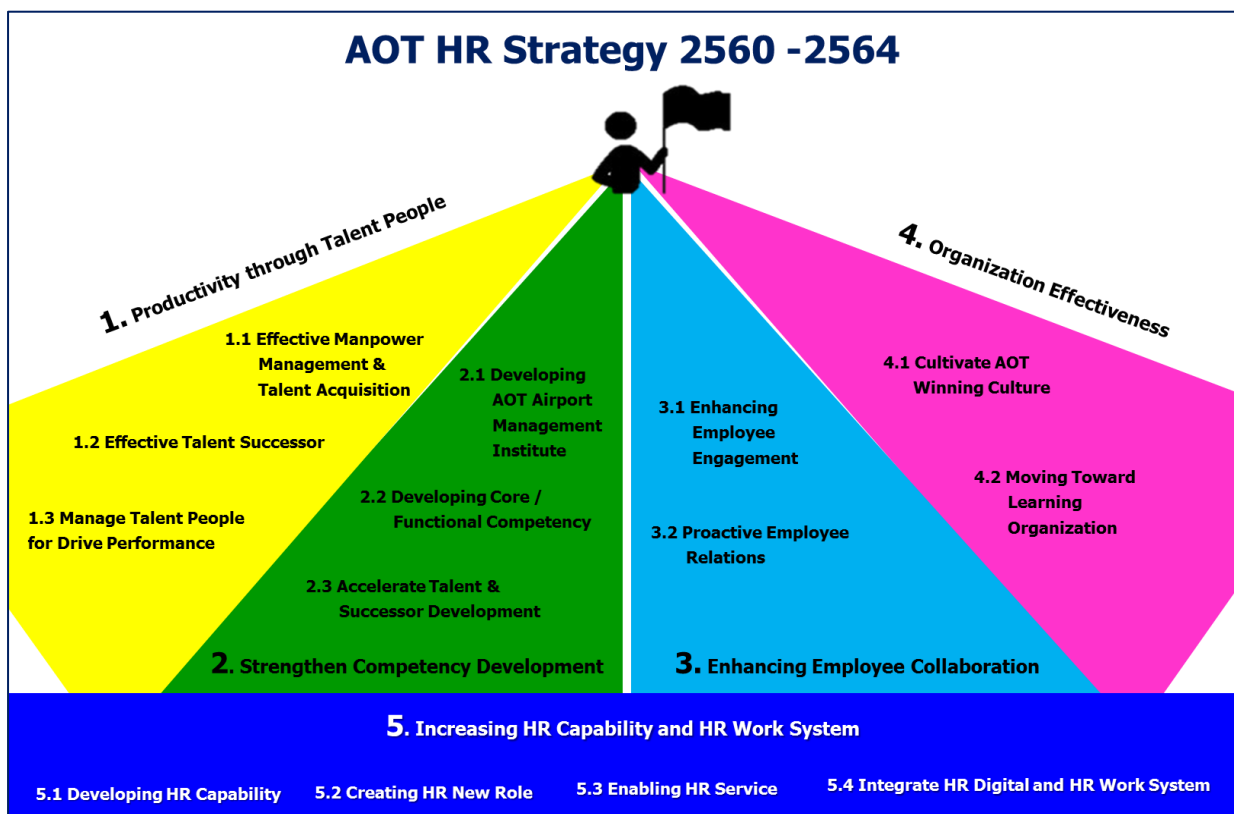 AOT HR Strategy 2560 -2564
1. Productivity through Talent People
1.1 Effective Manpower
Management &
Talent Acquisition
1.2 Effective Talent Successor
1.3 Manage Talent People
for Drive Performance
2.1 Developing
AOT Airport
Management
Institute
2.2 Developing Core /
Functional Competency
2.3 Accelerate Talent &
Successor Development
2. Strengthen Competency Development
3.1 Enhancing
Employee
Engagement
3.2 Proactive Employee
Relations
3. Enhancing Employee Collaboration
4. Organization Effectiveness
4.1 Cultivate AOT
Winning Culture
4.2 Moving Toward
Learning
Organization
5. Increasing HR Capability and HR Work System
5.1 Developing HR Capability
5.2 Creating HR New Role
5.3 Enabling HR Service
5.4 Integrate HR Digital and HR Work System